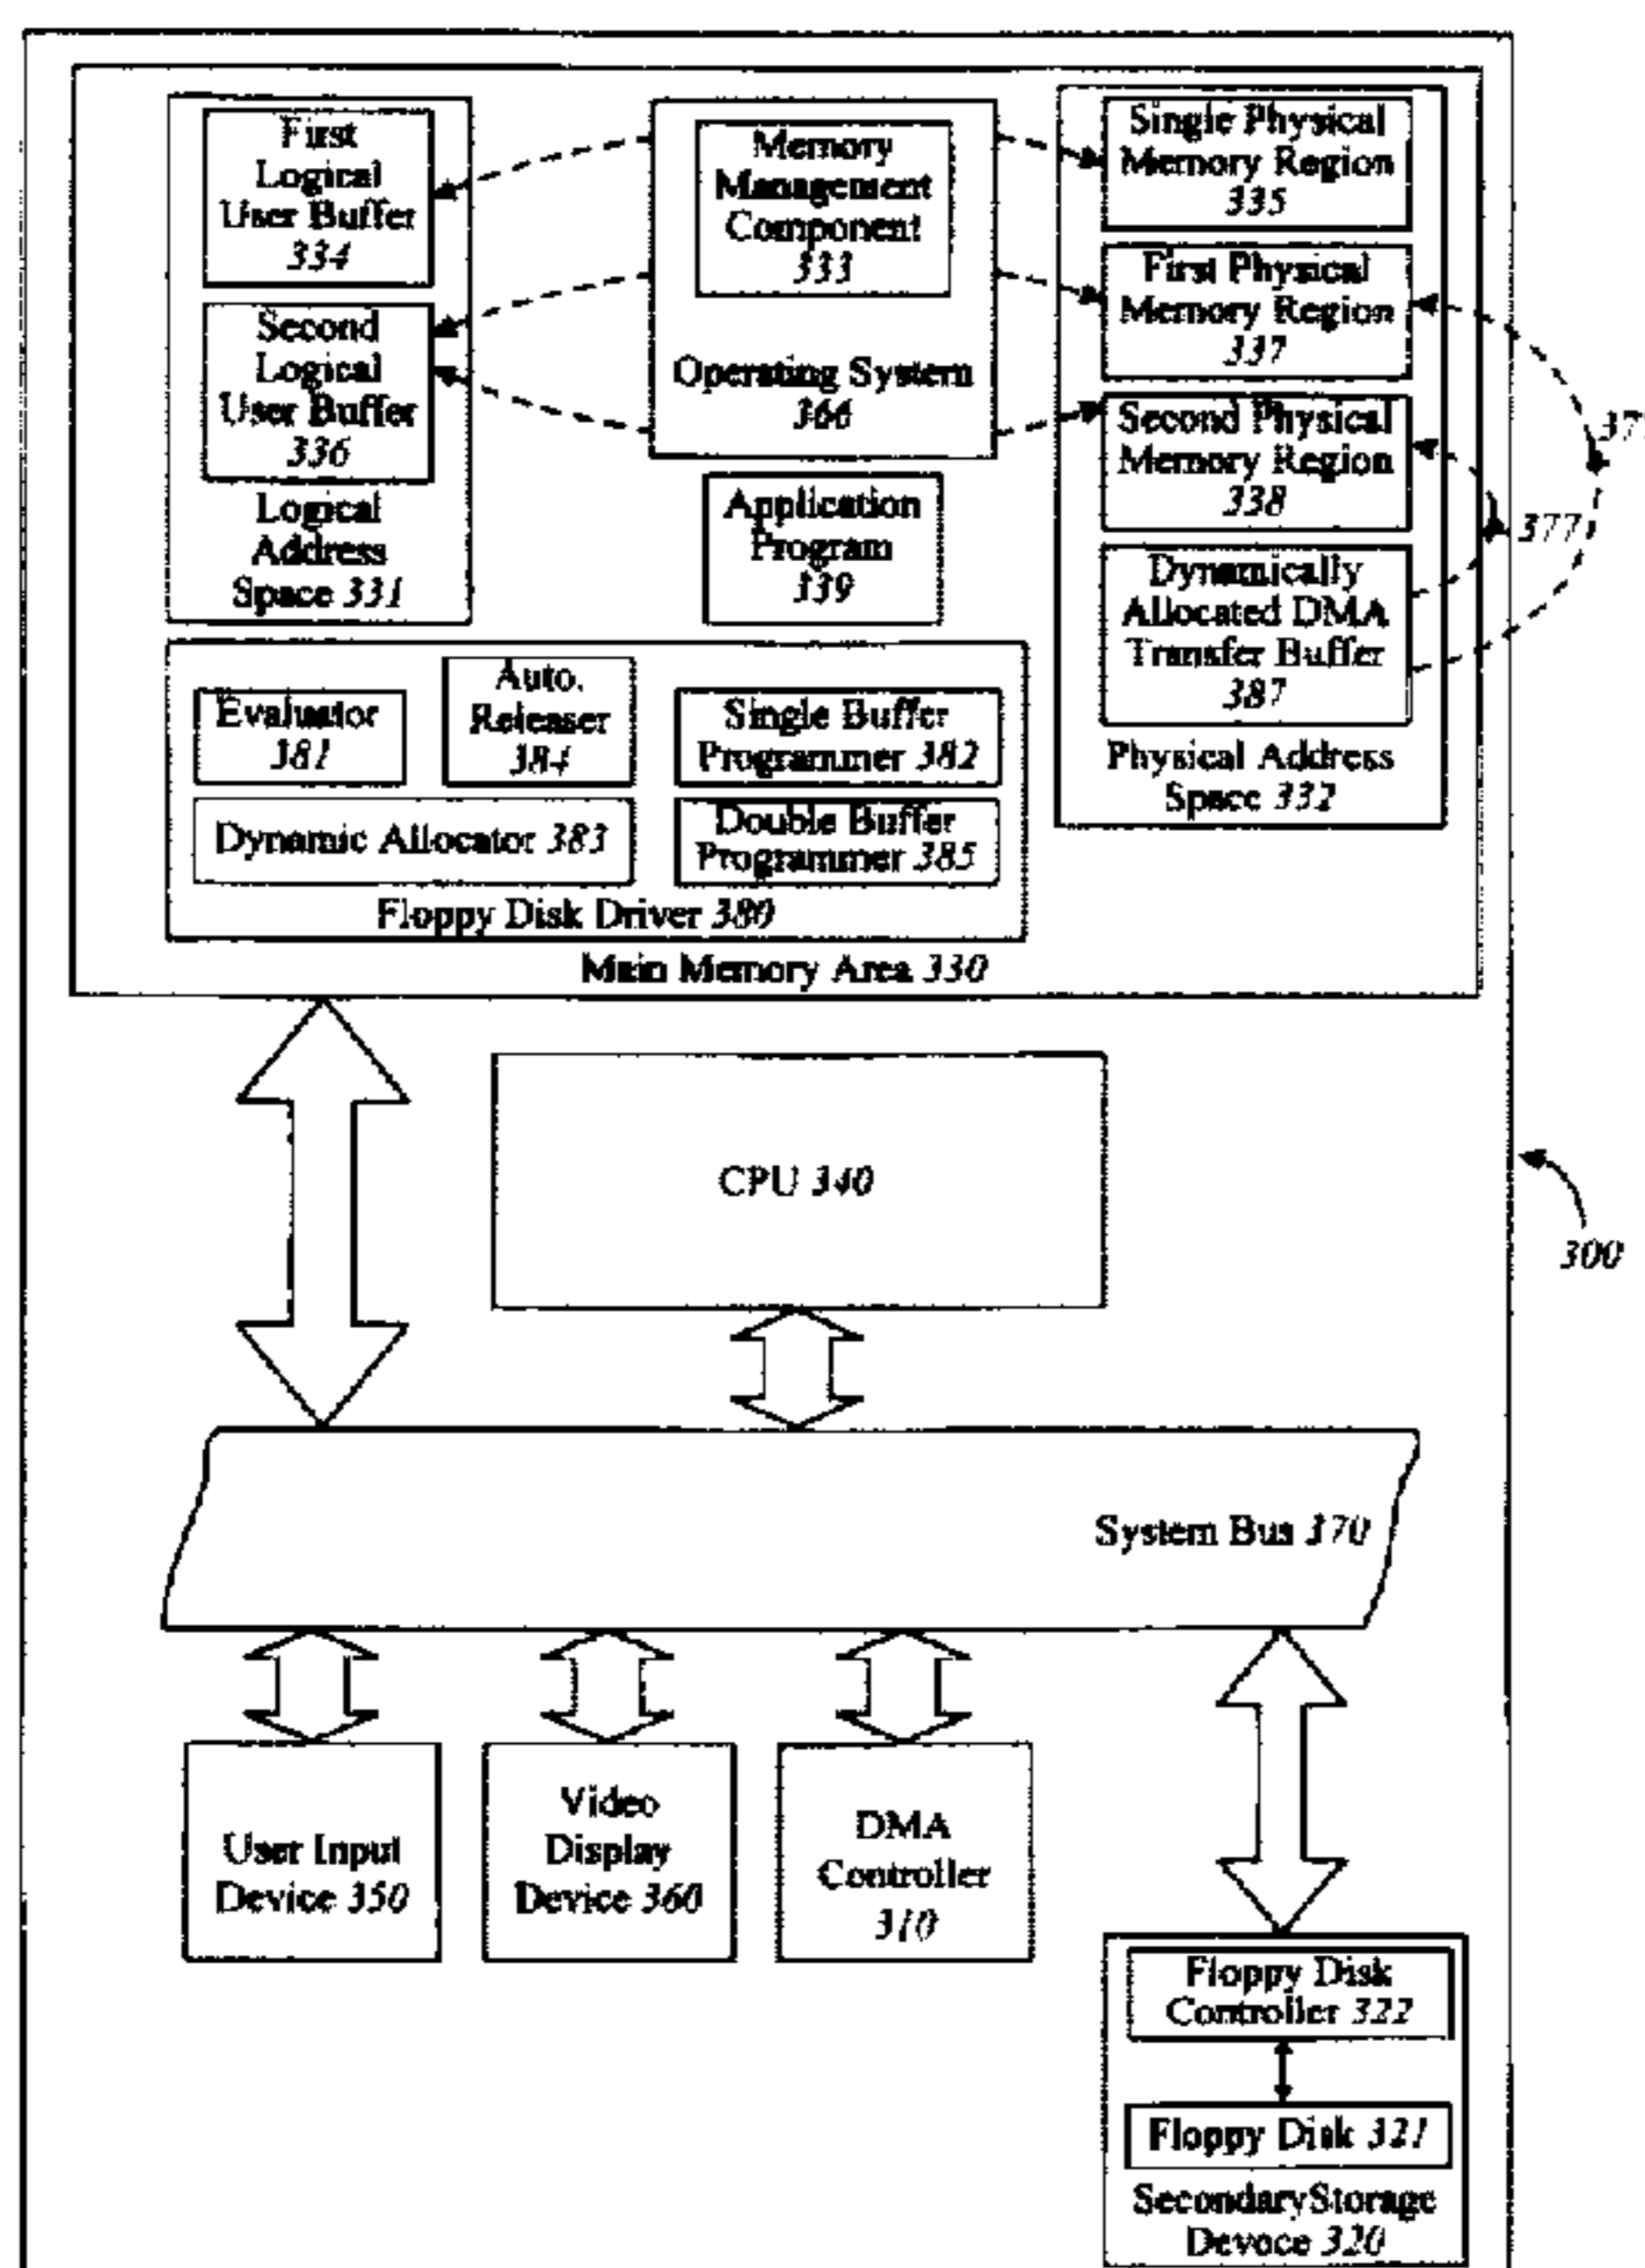 First
Logical
User Buffer
334
Second
Logical
User Buffer
336
Logical
Address
Space 331
Memory
Management
Component
333
Operating System
366
Application
Program
339
Single Physical
Memory Region
335
First Physical
Memory Region
337
Second Physical
Memory Region
338
Dynamically
Allocated DMA
Transfer Buffer
387
Physical Address
Space 332
377
Evaluator
381
Auto.
Releaser
384
Single Buffer
Programmer 382
Dynamic Allocator 383
Double Buffer
Programmer 385
Floppy Disk Driver 380
Main Memory Area 330
CPU 340
300
System Bus 370
User Input
Device 350
Video
Display
Device 360
DMA
Controller
310
Floppy Disk
Controller 322
Floppy Disk 321
SecondaryStorage
Devoce 320